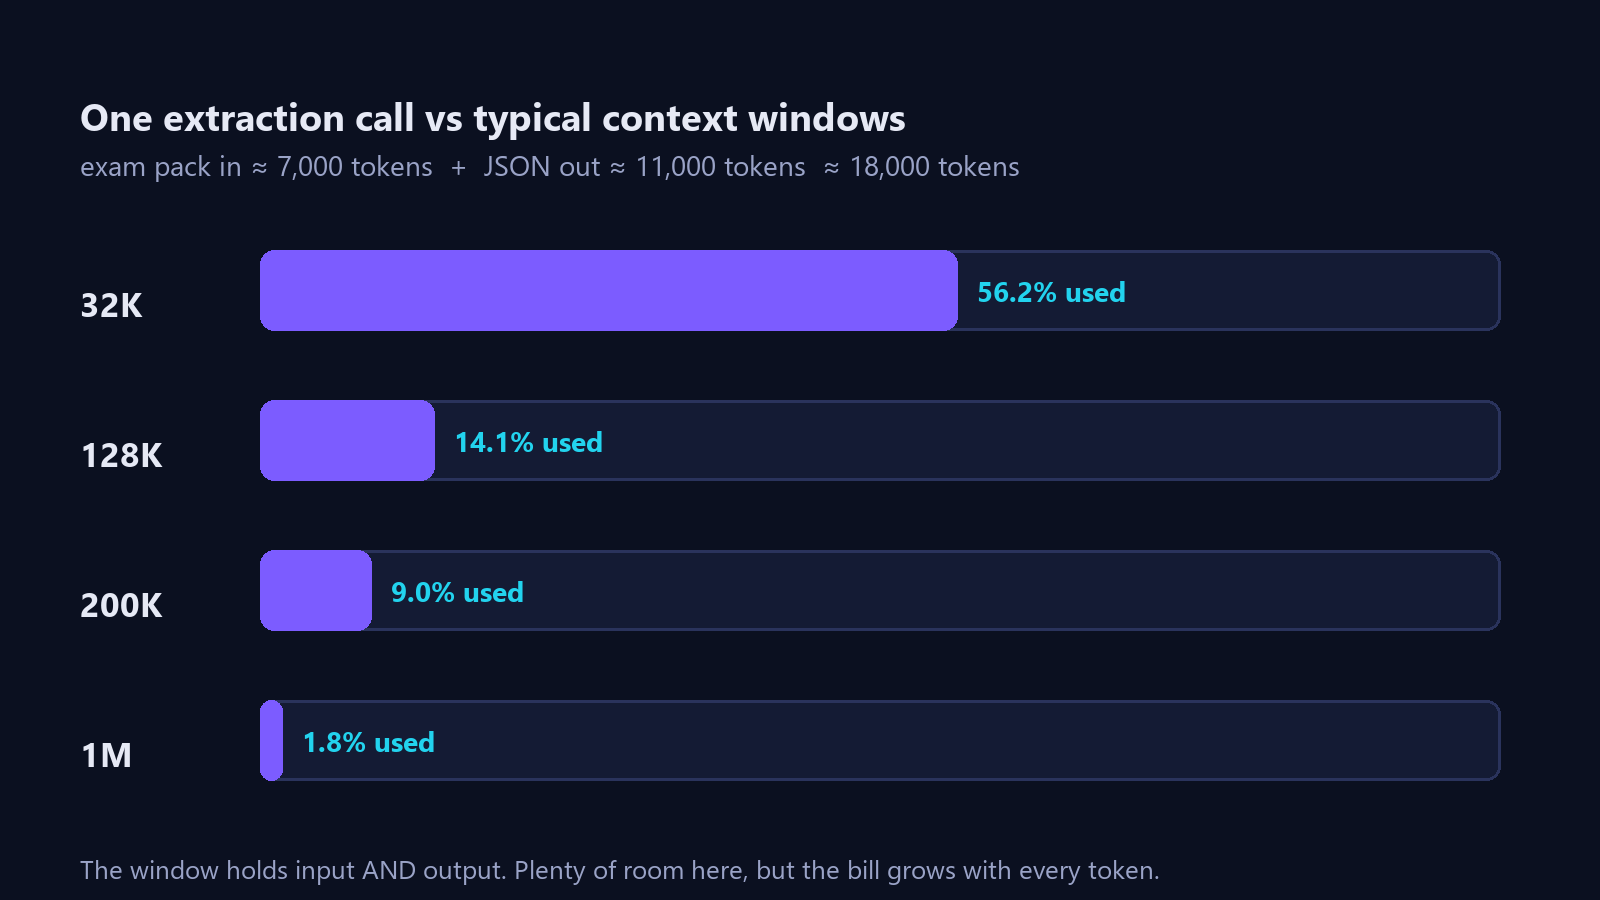 One extraction call vs typical context windows
exam pack in ≈ 7,000 tokens + JSON out ≈ 11,000 tokens ≈ 18,000 tokens
32K
56.2% used
128K
14.1% used
200K
9.0% used
1M
1.8% used
The window holds input AND output. Plenty of room here, but the bill grows with every token.